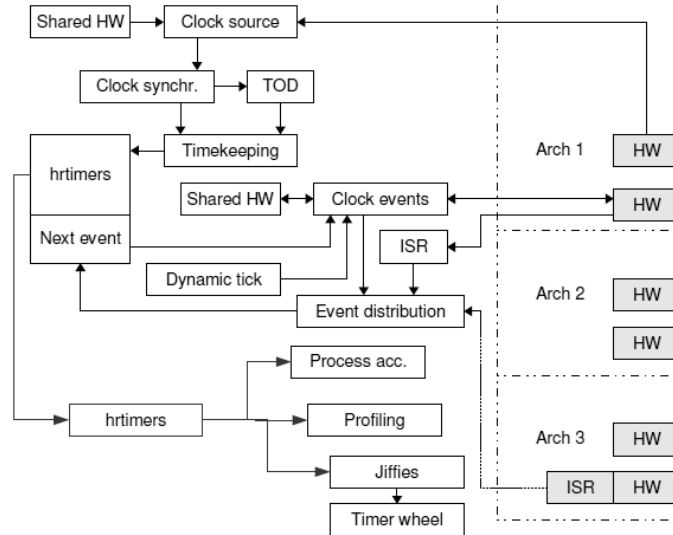 Shared HW
Clock source
Clock synchr.
TOD
Timekeeping
Arch 1
HW
hrtimers
Shared HW
Clock events
HW
Next event
ISR
Dynamic tick
Arch 2
HW
Event distribution
HW
Process acc.
hrtimers
Profiling
Arch 3
HW
Jiffies
ISR
HW
Timer wheel